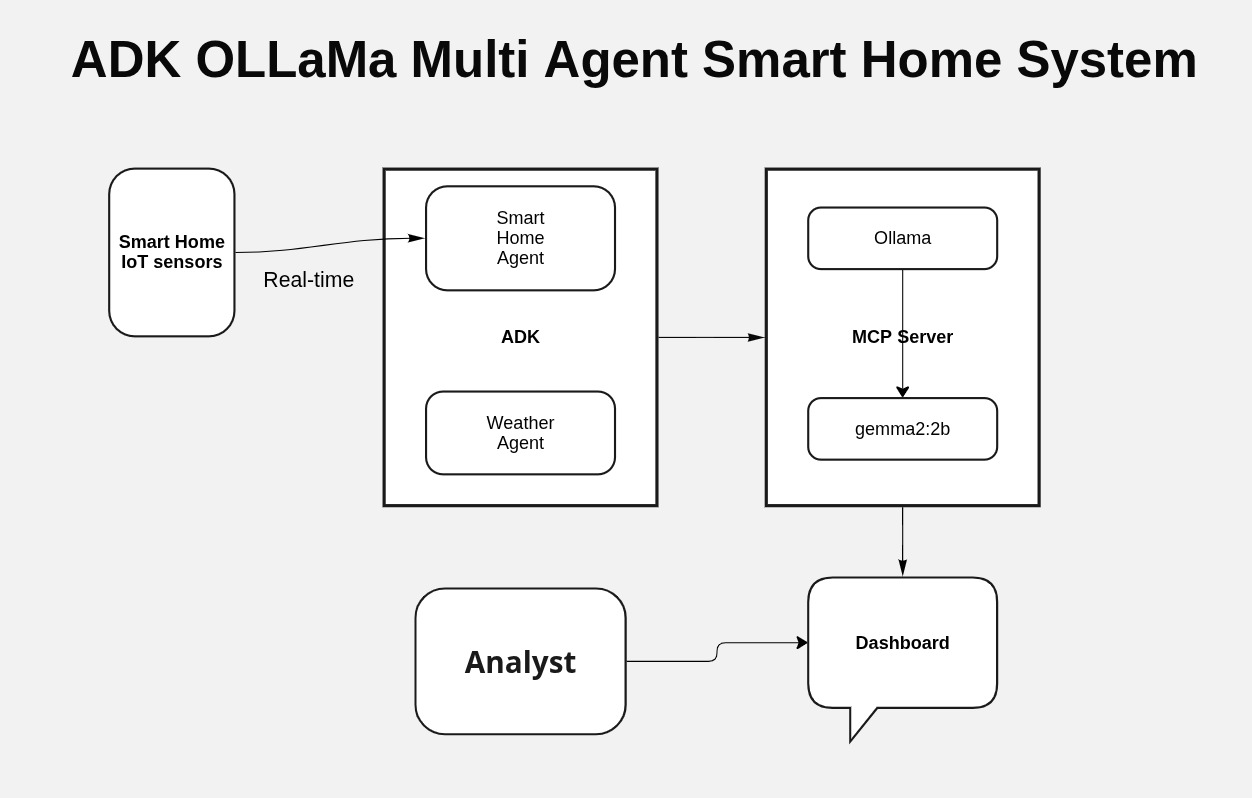 ADK OLLaMa Multi Agent Smart Home System
Smart Home
IoT sensors
Real-time
Smart
Home
Agent
ADK
Weather
Agent
Ollama
MCP Server
gemma2:2b
Analyst
Dashboard